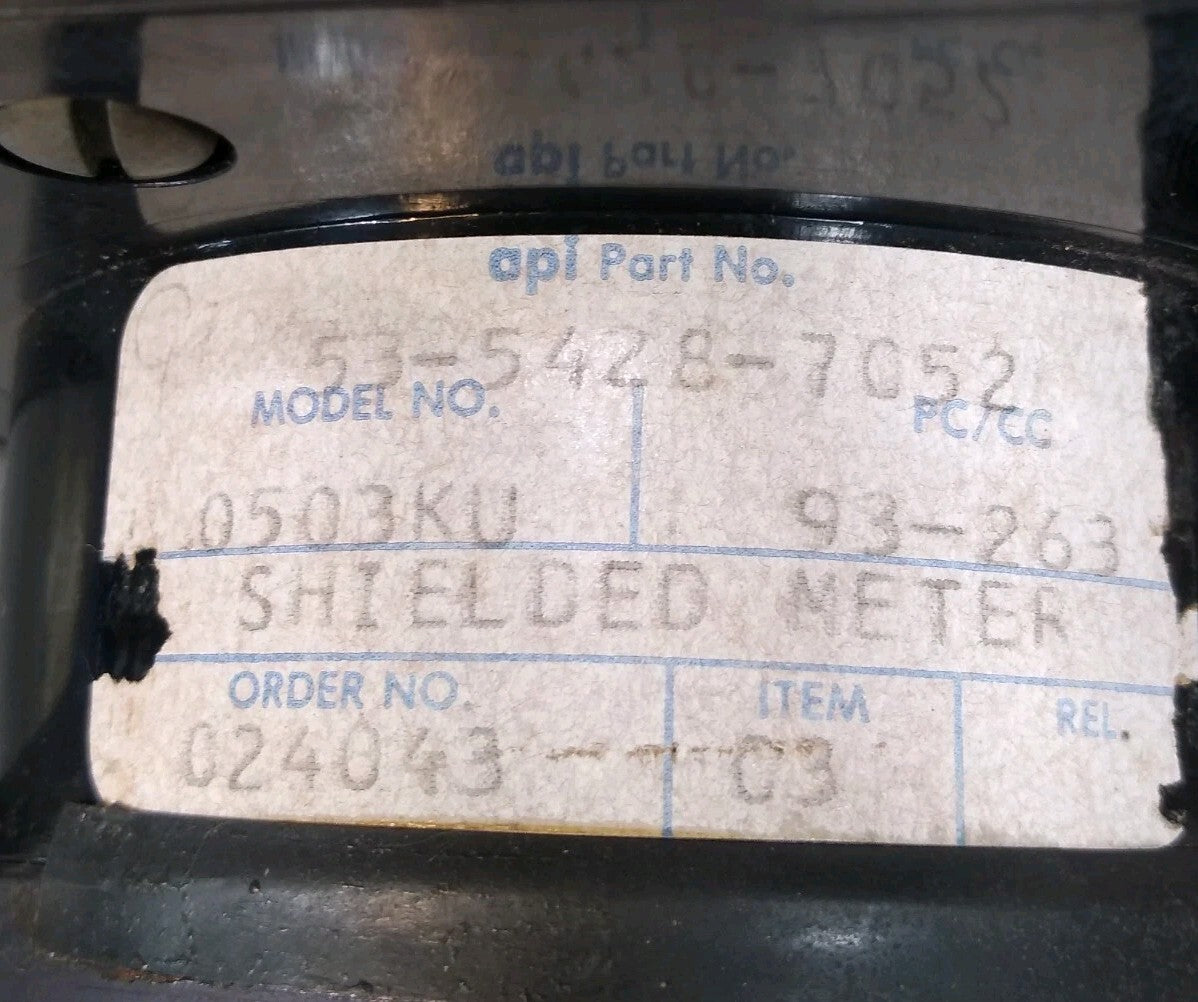 api Part No.
53-5428-7052
MODEL NO. PC/CC
0503KU 93-263
SHIELDED METER
ORDER NO. ITEM REL.
024043 03